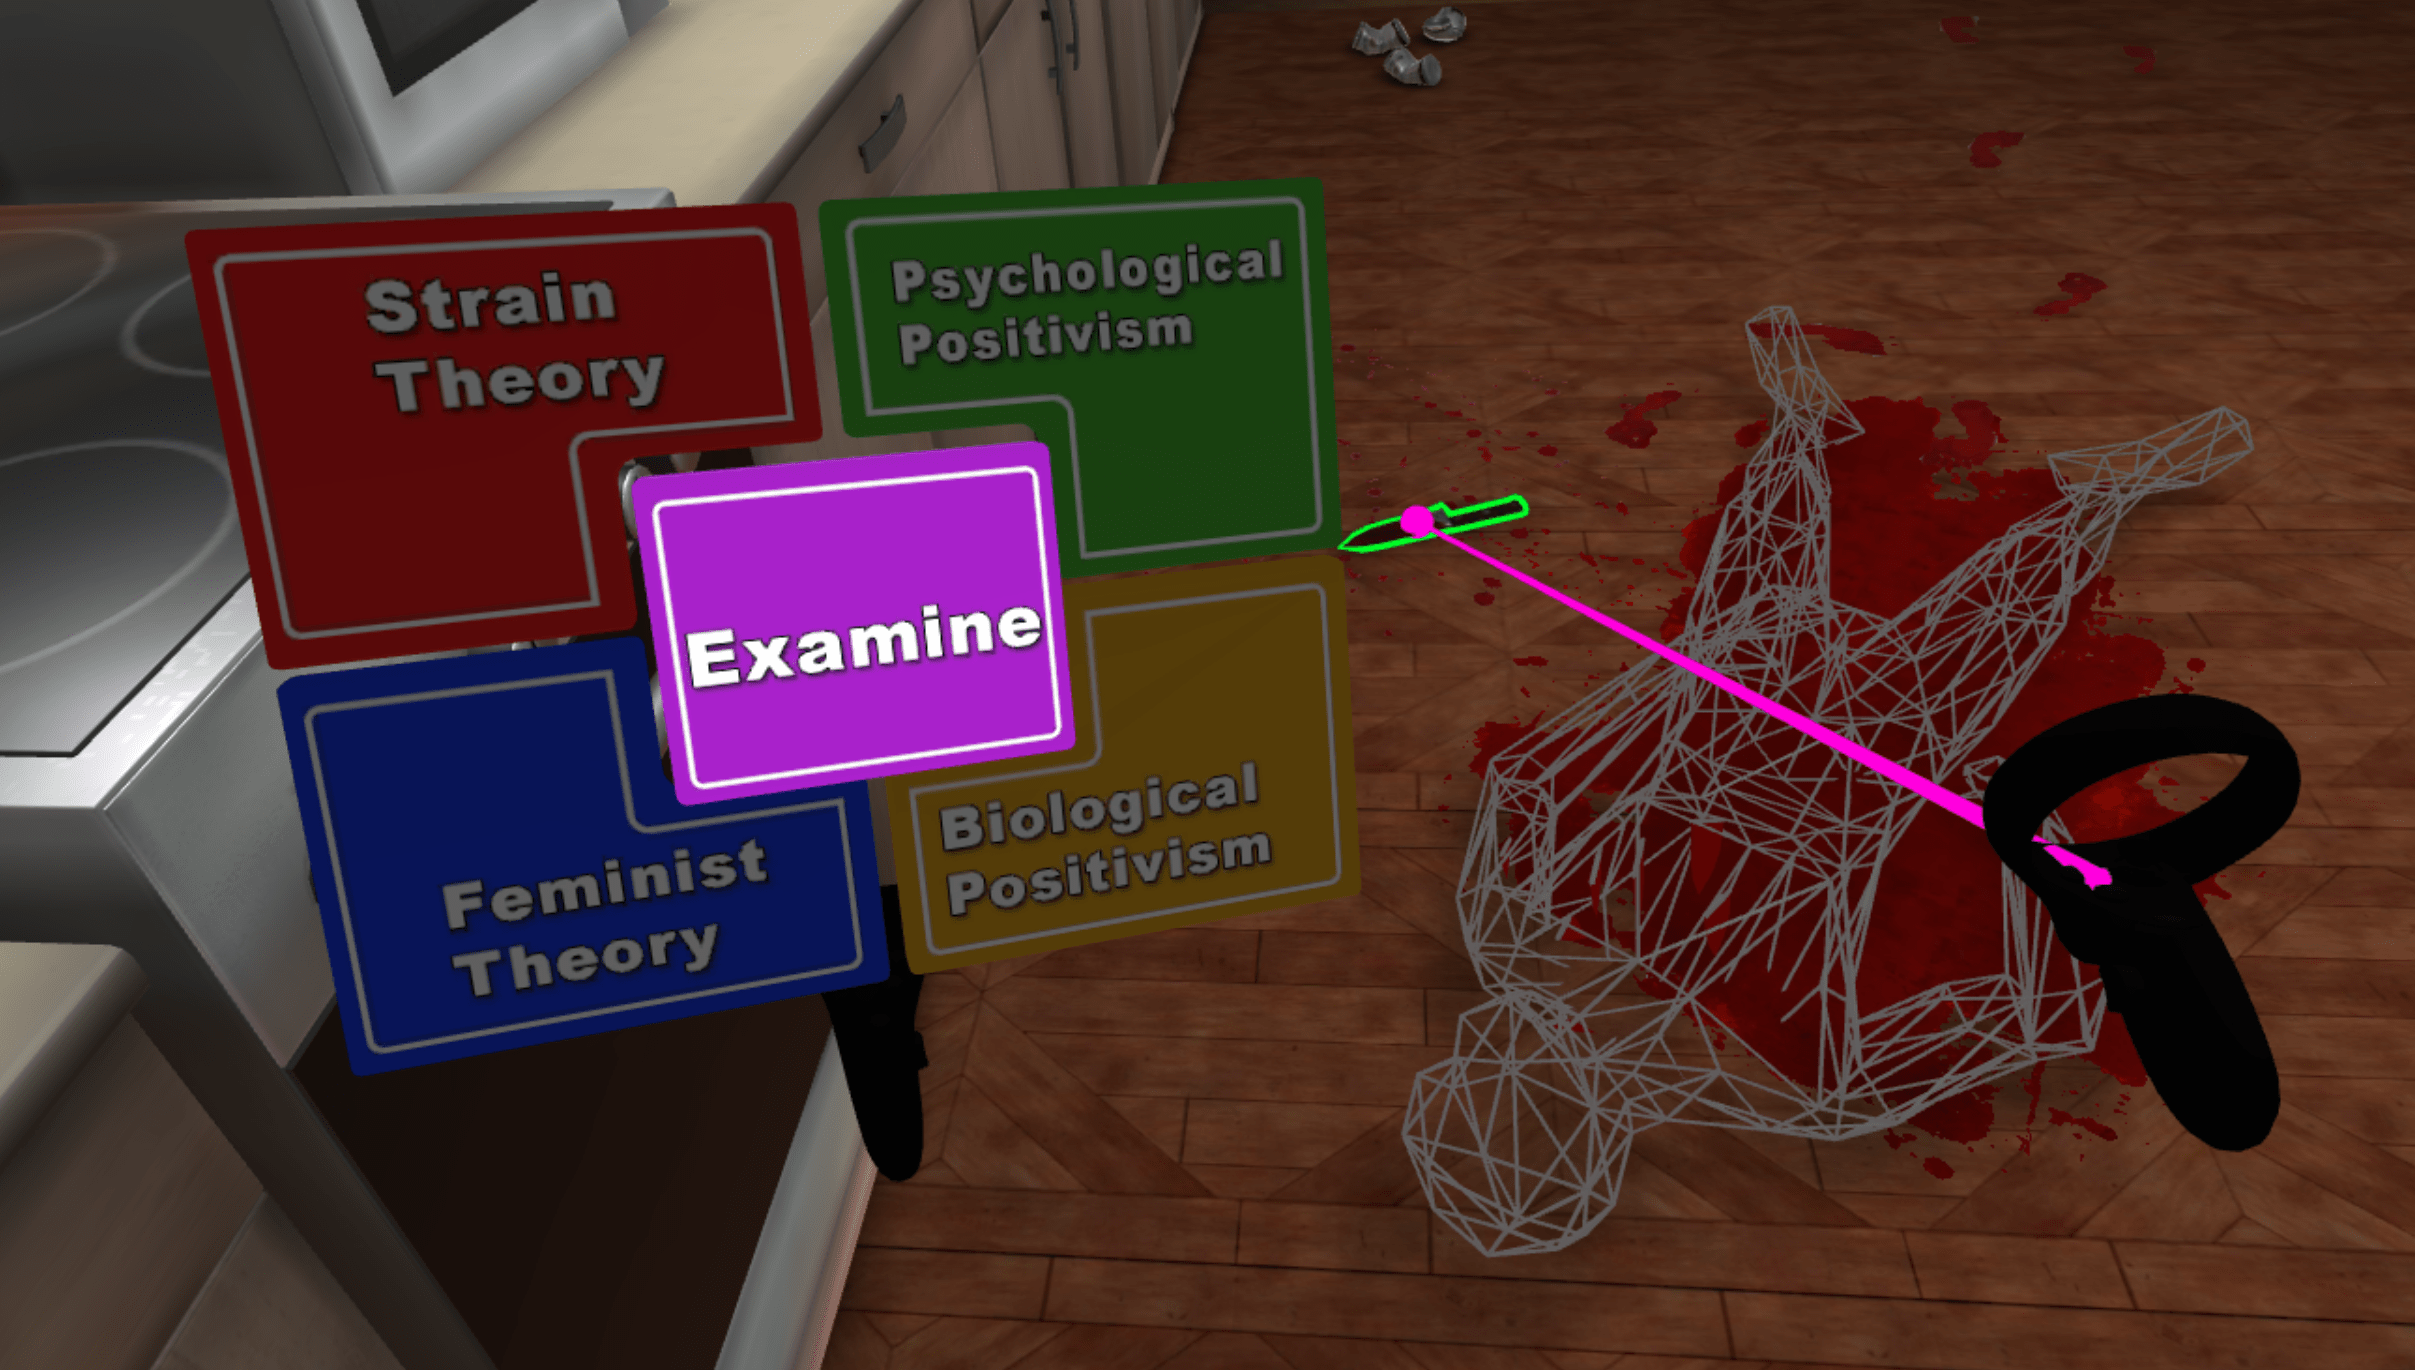 Strain
Theory
Psychological
Positivism
Examine
Feminist
Theory
Biological
Positivism